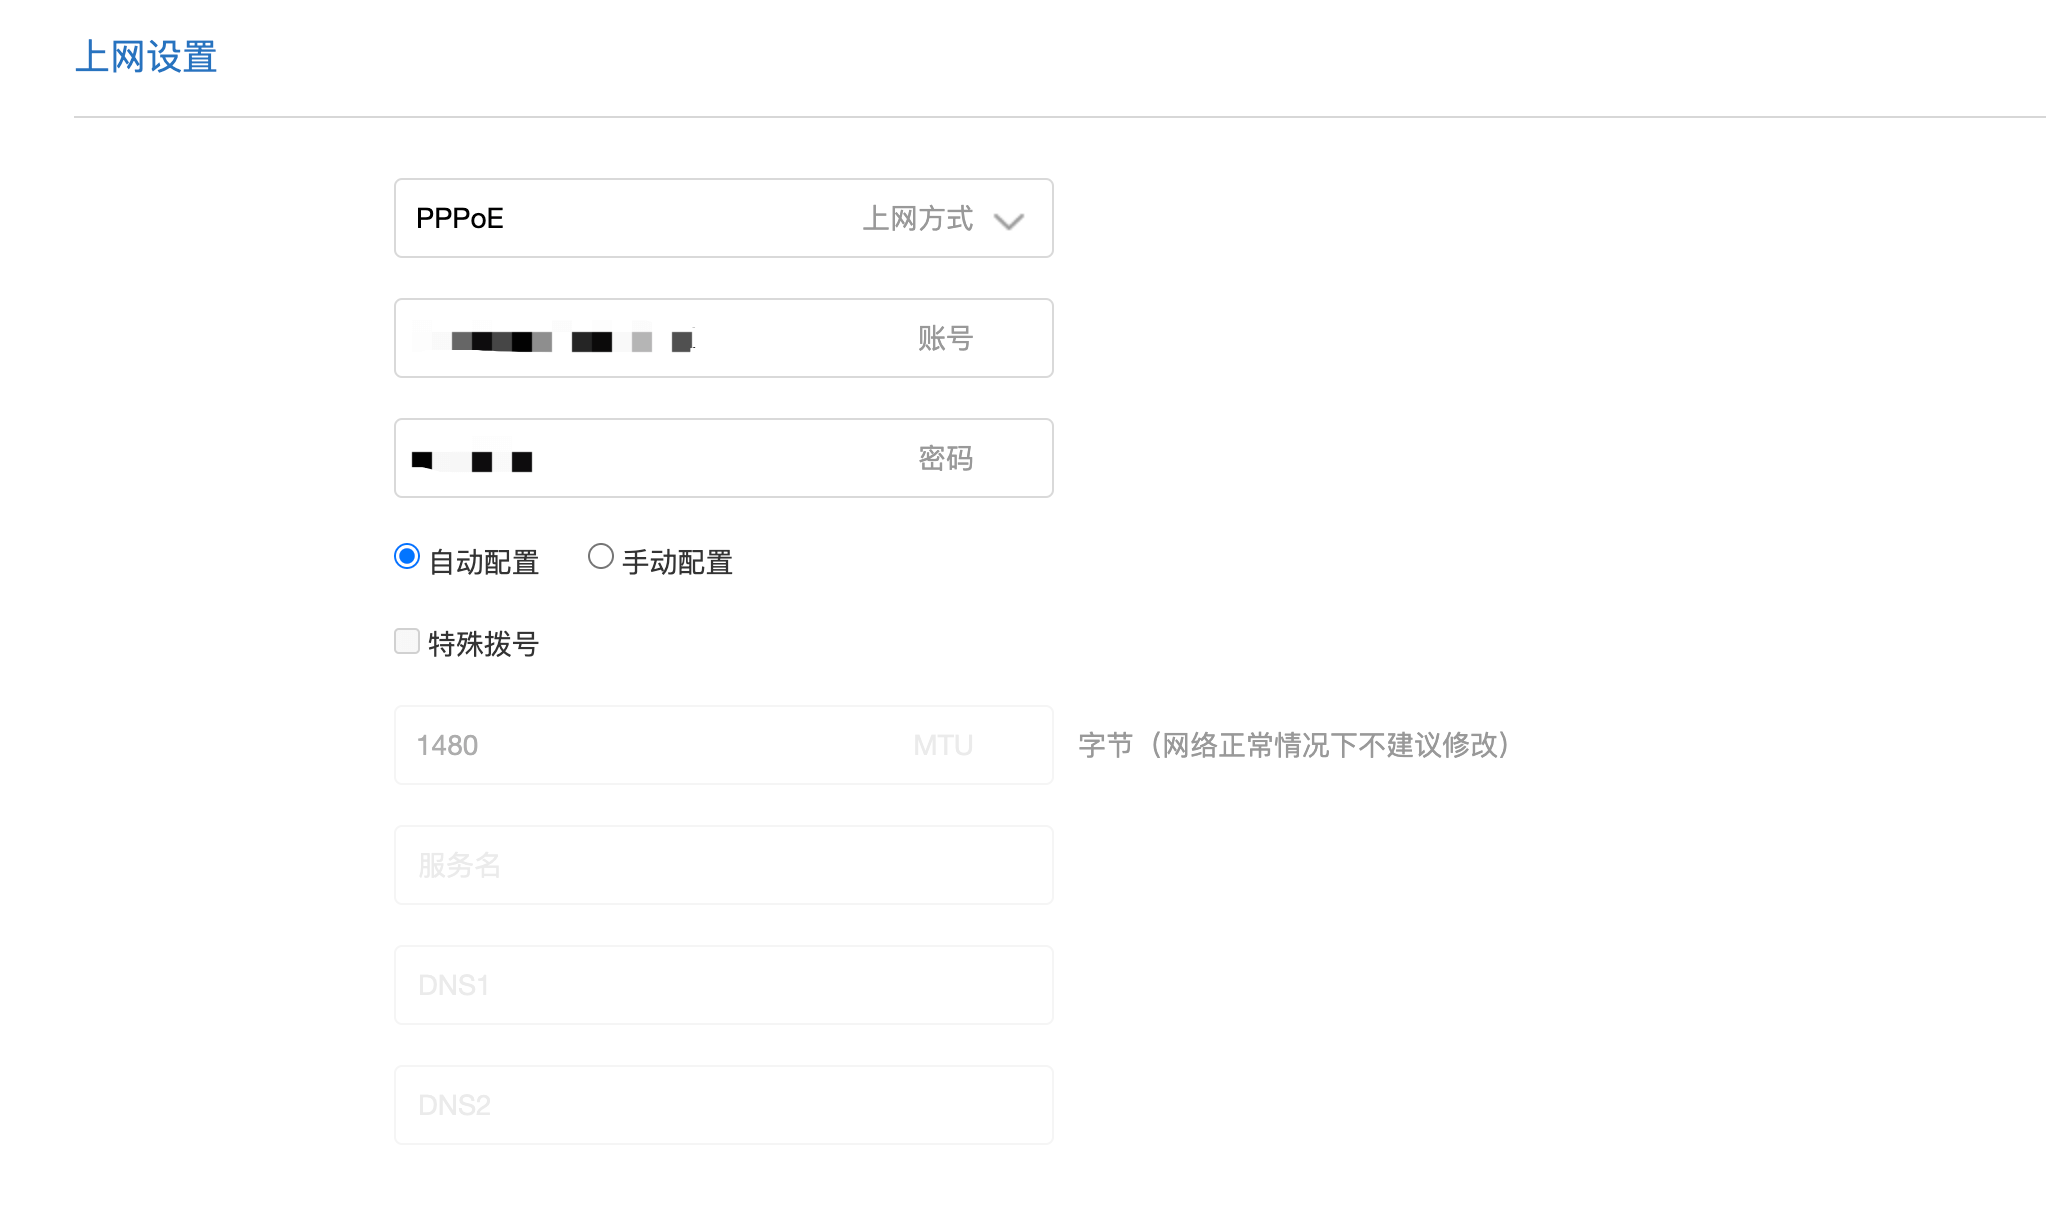 上网设置
PPPoE 上网方式
账号
密码
自动配置 手动配置
特殊拨号
1480 MTU 字节（网络正常情况下不建议修改）
服务名
DNS1
DNS2